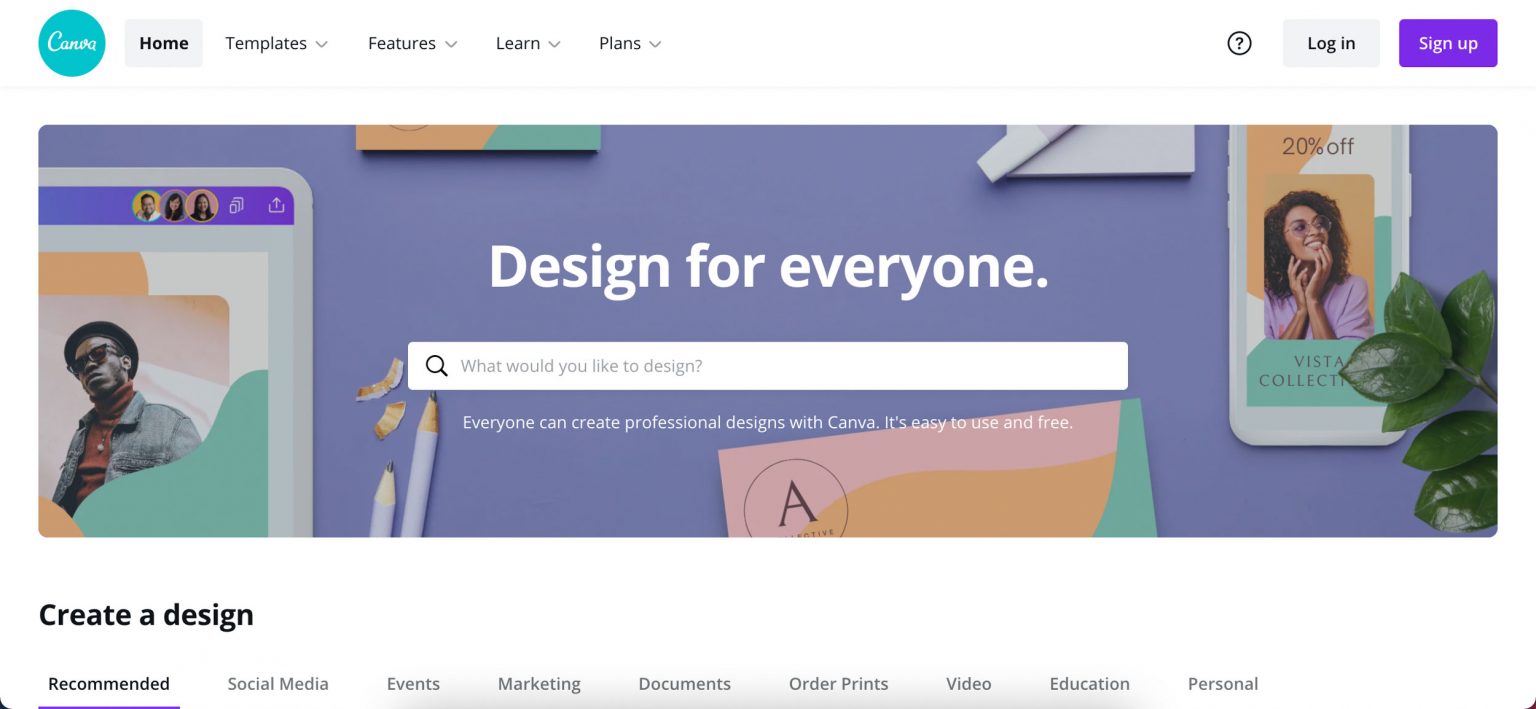 Canva
Home
Templates
Features
Learn
Plans
?
Log in
Sign up
20% off
Design for everyone.
What would you like to design?
VISTA
Everyone can create professional designs with Canva. It's easy to use and free.
A
Create a design
Recommended
Social Media
Events
Marketing
Documents
Order Prints
Video
Education
Personal